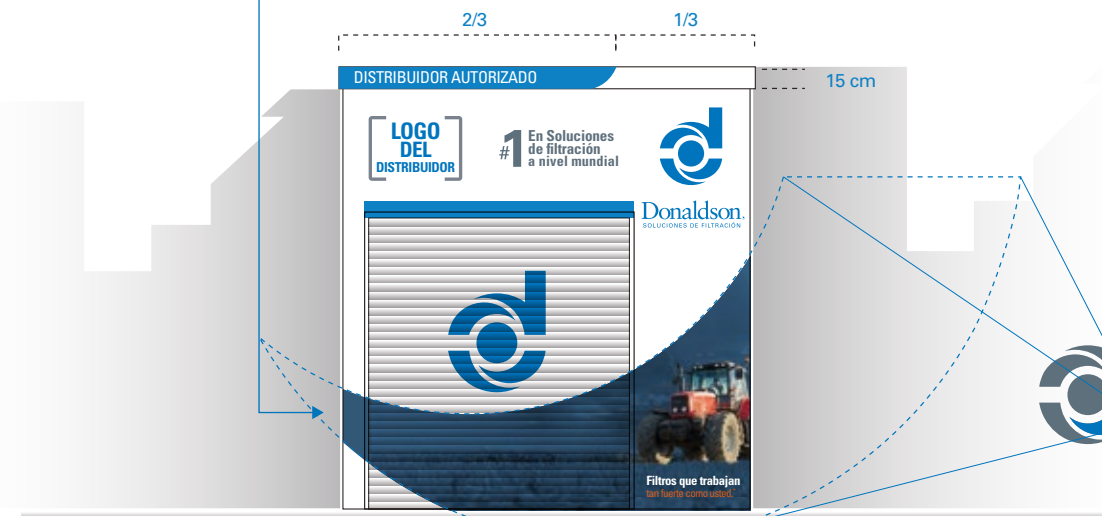 2/3
1/3
DISTRIBUIDOR AUTORIZADO
15 cm
LOGO
DEL
DISTRIBUIDOR
#1 En Soluciones
de filtración
a nivel mundial
Donaldson.
SOLUCIONES DE FILTRACIÓN
Filtros que trabajan
tan fuerte como usted.